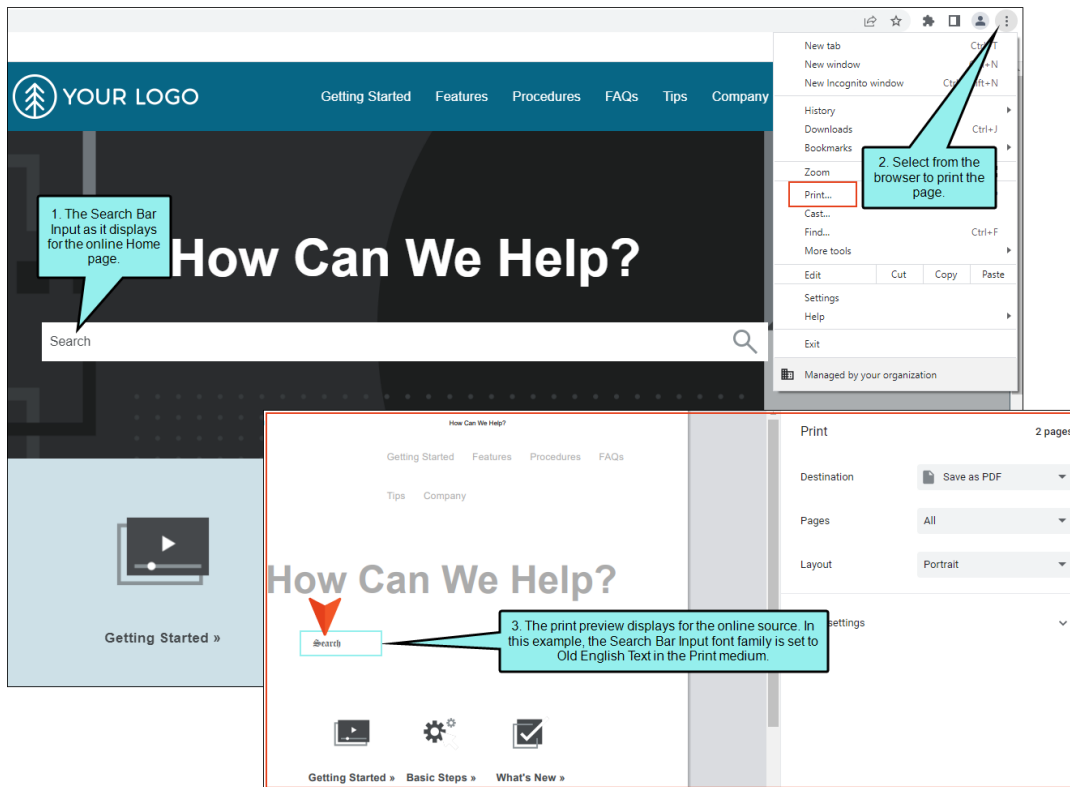 New tab
New window
New Incognito window
History
Downloads Ctrl+J
Bookmarks
Zoom
Print...
Cast...
Find... Ctrl+F
More tools
Edit Cut Copy Paste
Settings
Help
Exit
Managed by your organization
2. Select from the
browser to print the
page.
YOUR LOGO Getting Started Features Procedures FAQs Tips Company
1. The Search Bar
Input as it displays
for the online Home
page.
How Can We Help?
Search
Getting Started »
How Can We Help?
Getting Started Features Procedures FAQs
Tips Company
How Can We Help?
Search
3. The print preview displays for the online source. In
this example, the Search Bar Input font family is set to
Old English Text in the Print medium.
Getting Started » Basic Steps » What's New »
Print 2 pages
Destination Save as PDF
Pages All
Layout Portrait
settings